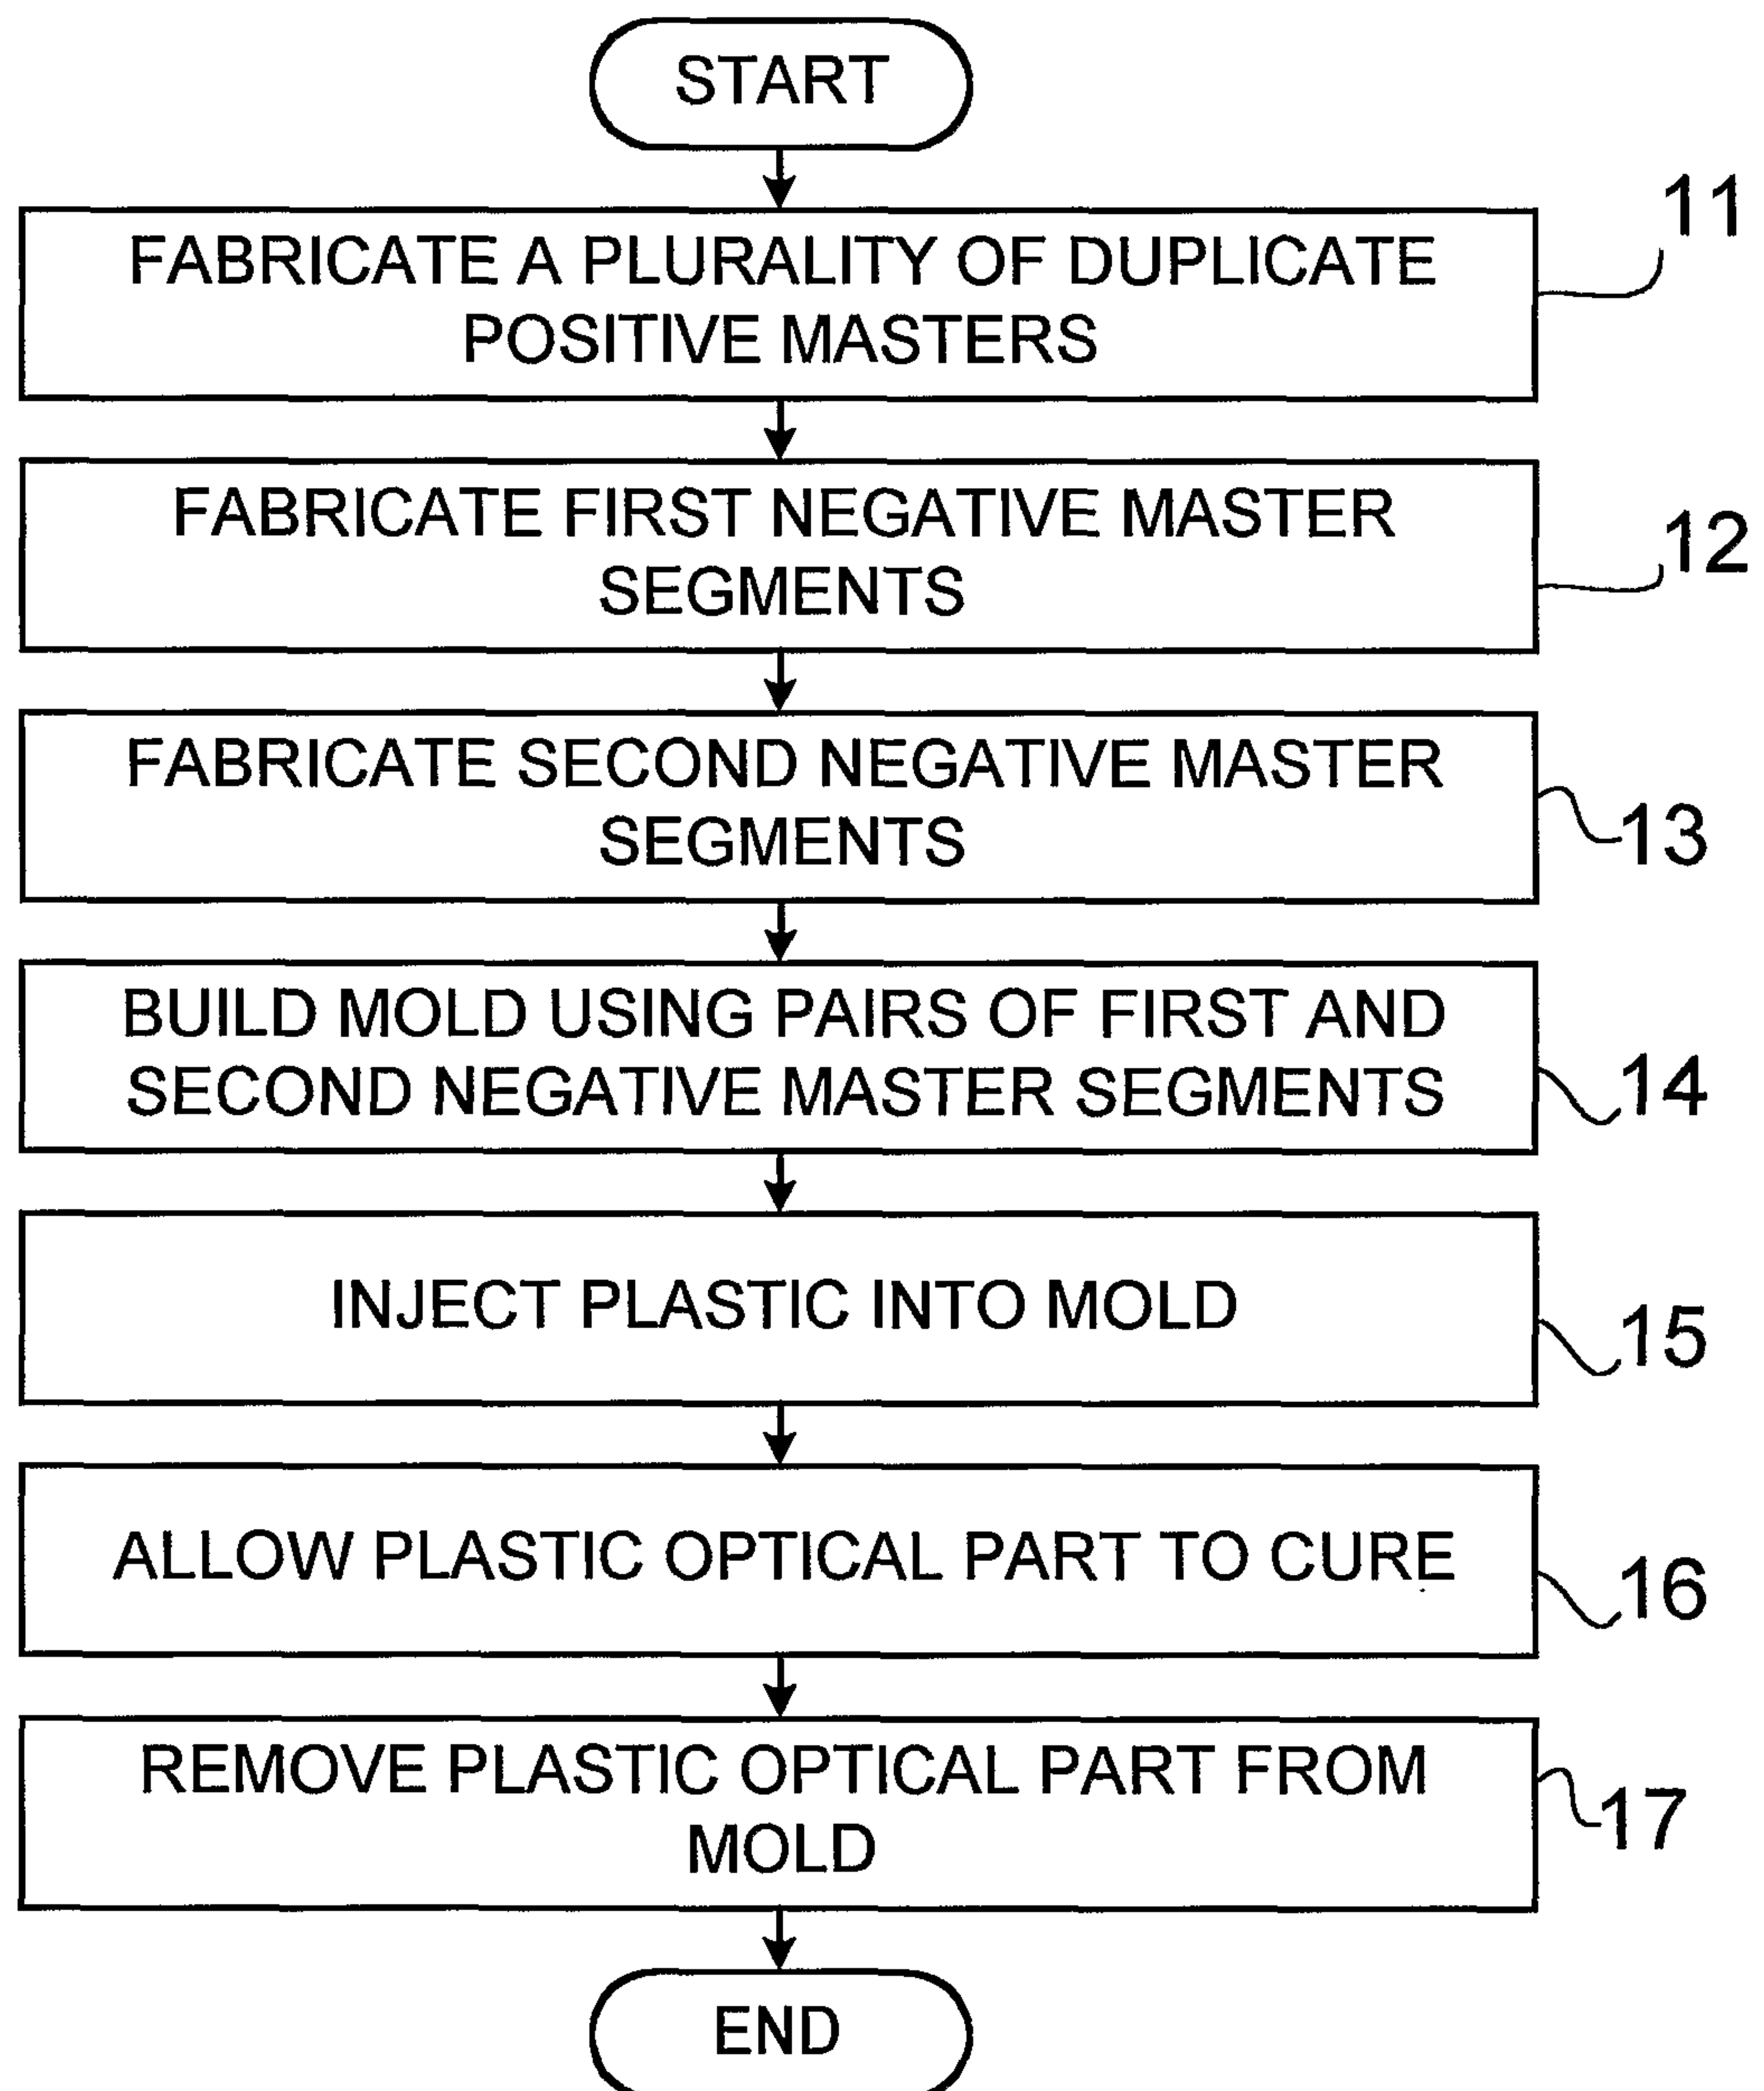 START
FABRICATE A PLURALITY OF DUPLICATE
POSITIVE MASTERS
11
FABRICATE FIRST NEGATIVE MASTER
SEGMENTS
12
FABRICATE SECOND NEGATIVE MASTER
SEGMENTS
13
BUILD MOLD USING PAIRS OF FIRST AND
SECOND NEGATIVE MASTER SEGMENTS
14
INJECT PLASTIC INTO MOLD
15
ALLOW PLASTIC OPTICAL PART TO CURE
16
REMOVE PLASTIC OPTICAL PART FROM
MOLD
17
END